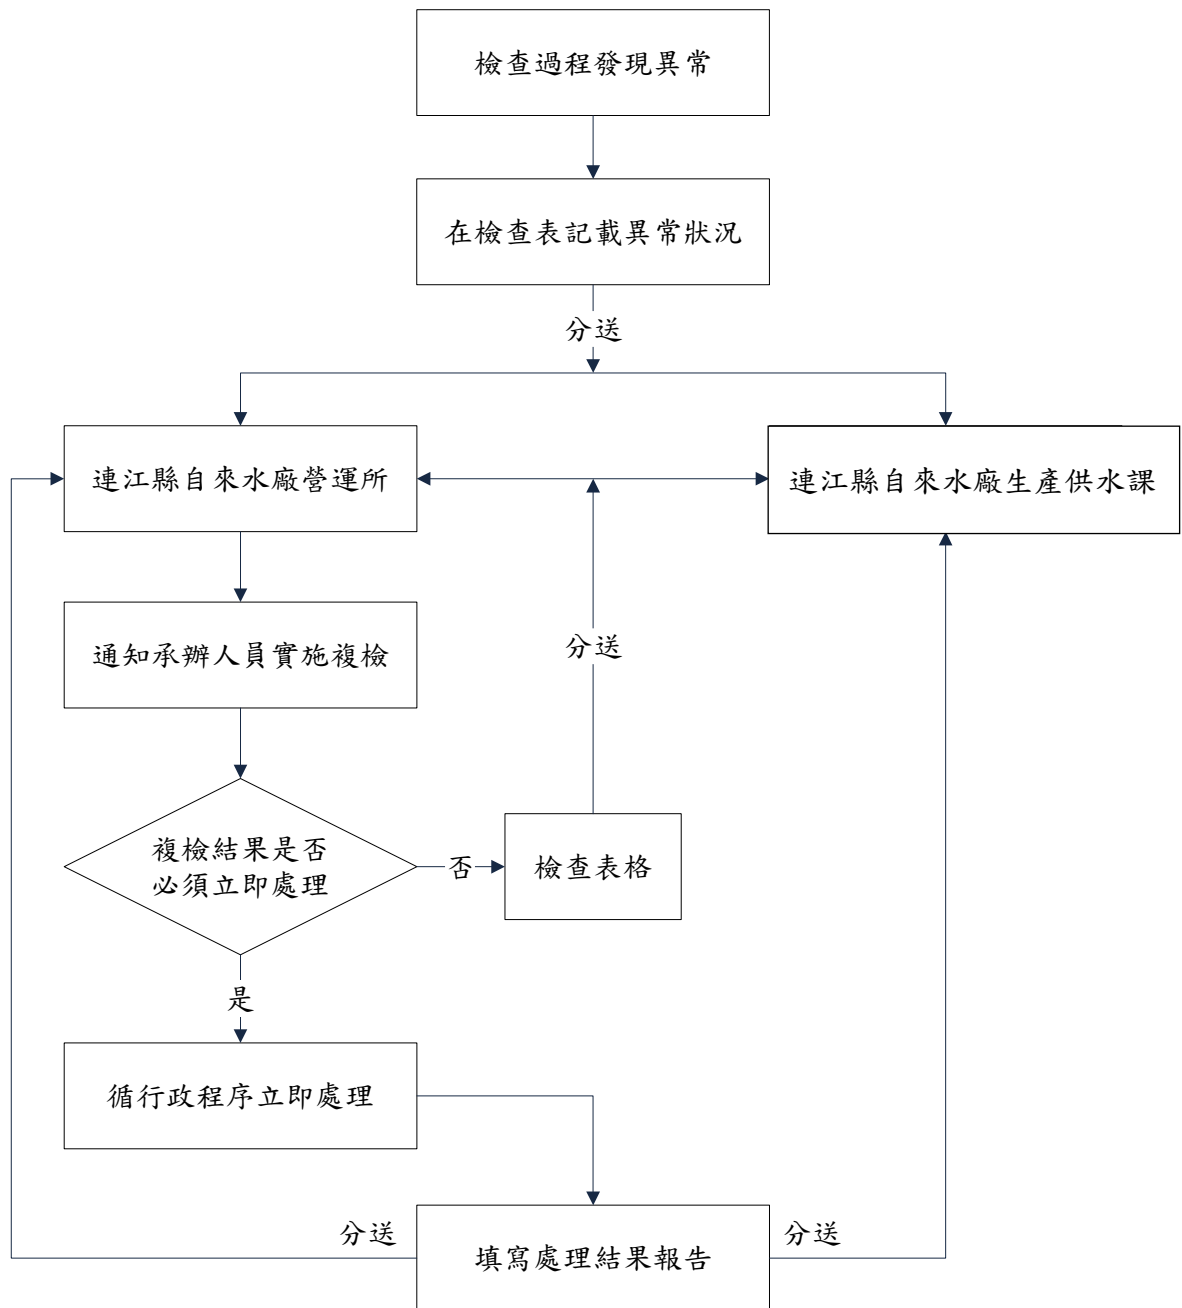 檢查過程發現異常
在檢查表記載異常狀況
分送
連江縣自來水廠營運所
連江縣自來水廠生產供水課
通知承辦人員實施複檢
分送
複檢結果是否
必須立即處理
否
檢查表格
是
循行政程序立即處理
分送
填寫處理結果報告
分送